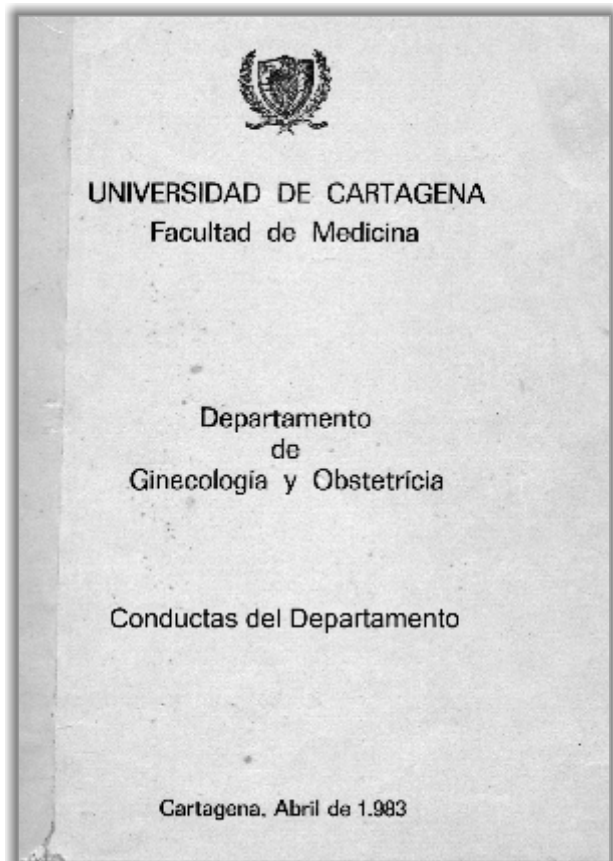 UNIVERSIDAD DE CARTAGENA
Facultad de Medicina
Departamento
de
Ginecología y Obstetrícia
Conductas del Departamento
Cartagena, Abril de 1.983